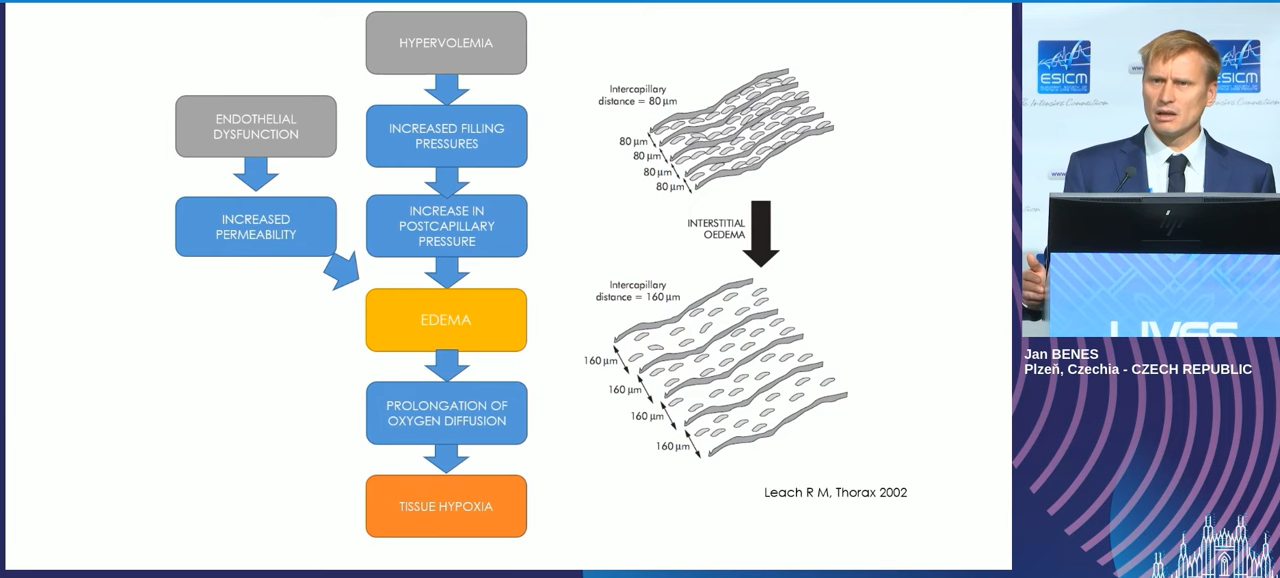 HYPERVOLEMIA
ENDOTHELIAL
DYSFUNCTION
INCREASED FILLING
PRESSURES
INCREASED
PERMEABILITY
INCREASE IN
POSTCAPILLARY
PRESSURE
EDEMA
PROLONGATION OF
OXYGEN DIFFUSION
TISSUE HYPOXIA
Intercapillary
distance = 80 µm
80 µm
80 µm
80 µm
80 µm
INTERSTITIAL
OEDEMA
Intercapillary
distance = 160 µm
160 µm
160 µm
160 µm
160 µm
Leach R M, Thorax 2002
ESICM
ESICM
LIVES
Jan BENES
Plzeň, Czechia - CZECH REPUBLIC